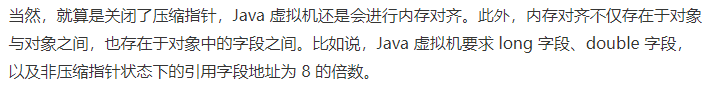 当然，就算是关闭了压缩指针，Java 虚拟机还是会进行内存对齐。此外，内存对齐不仅存在于对象
与对象之间，也存在于对象中的字段之间。比如说，Java 虚拟机要求 long 字段、double 字段，
以及非压缩指针状态下的引用字段地址为 8 的倍数。